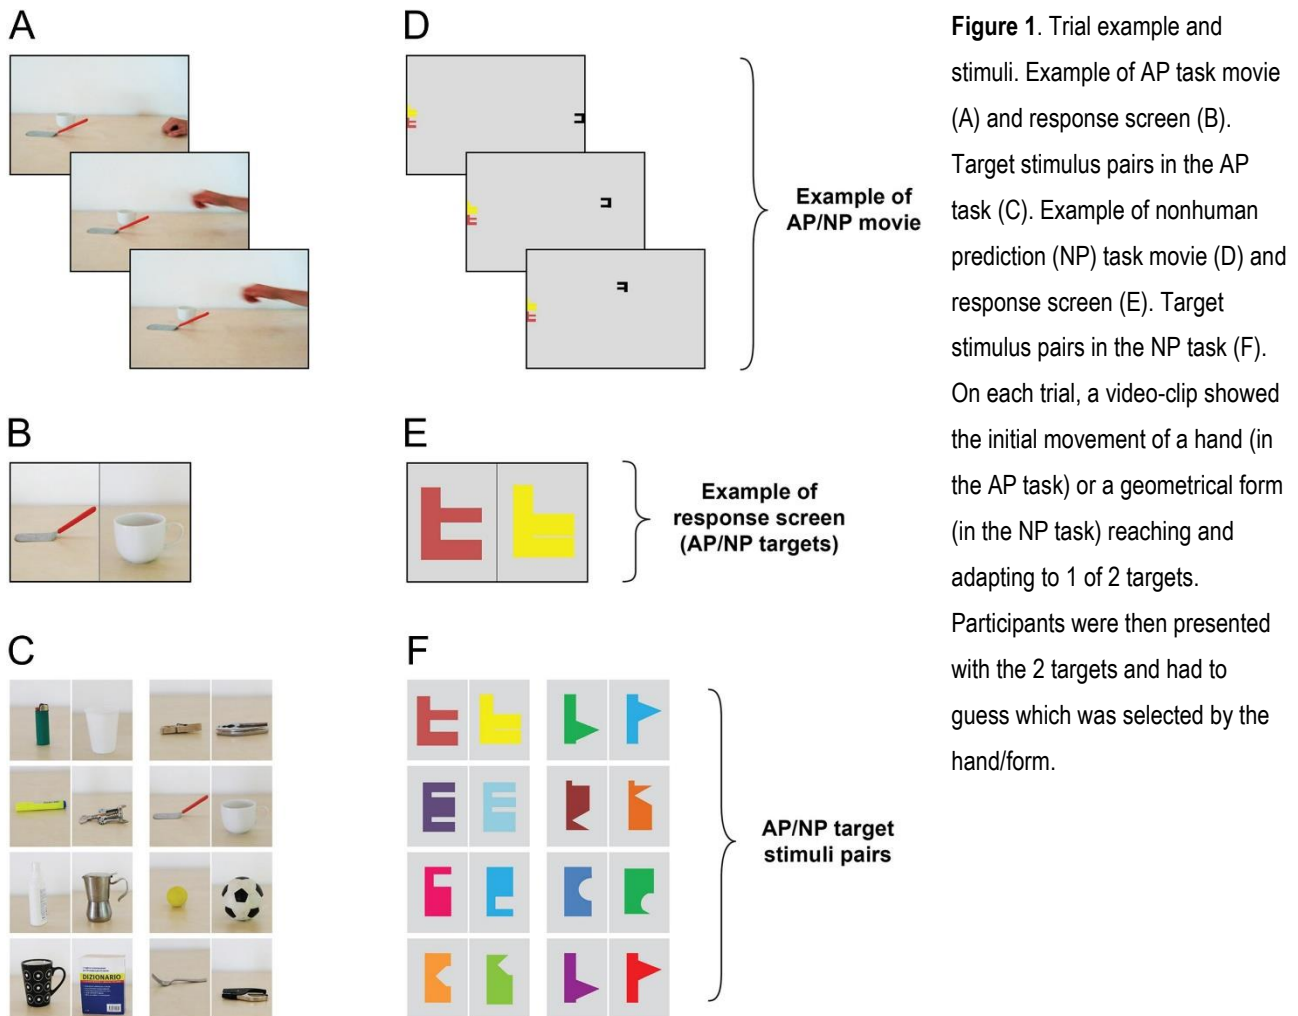 A
D
Example of
AP/NP movie
B
E
Example of
response screen
(AP/NP targets)
C
F
DIZIONARIO
AP/NP target
stimuli pairs
Figure 1. Trial example and
stimuli. Example of AP task movie
(A) and response screen (B).
Target stimulus pairs in the AP
task (C). Example of nonhuman
prediction (NP) task movie (D) and
response screen (E). Target
stimulus pairs in the NP task (F).
On each trial, a video-clip showed
the initial movement of a hand (in
the AP task) or a geometrical form
(in the NP task) reaching and
adapting to 1 of 2 targets.
Participants were then presented
with the 2 targets and had to
guess which was selected by the
hand/form.